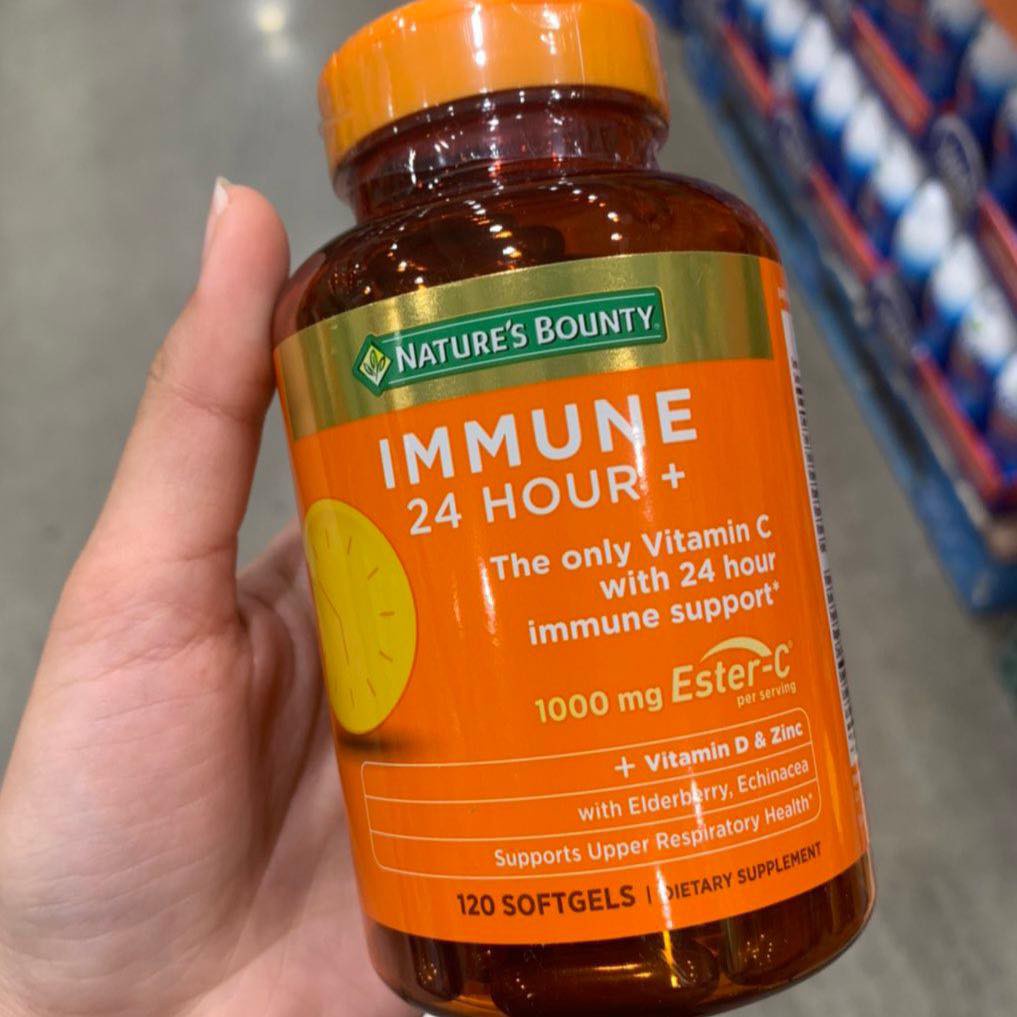 NATURE'S BOUNTY®
IMMUNE
24 HOUR +
The only Vitamin C
with 24 hour
immune support*
1000 mg Ester-C®
per serving
+ Vitamin D & Zinc
with Elderberry, Echinacea
Supports Upper Respiratory Health*
120 SOFTGELS | DIETARY SUPPLEMENT